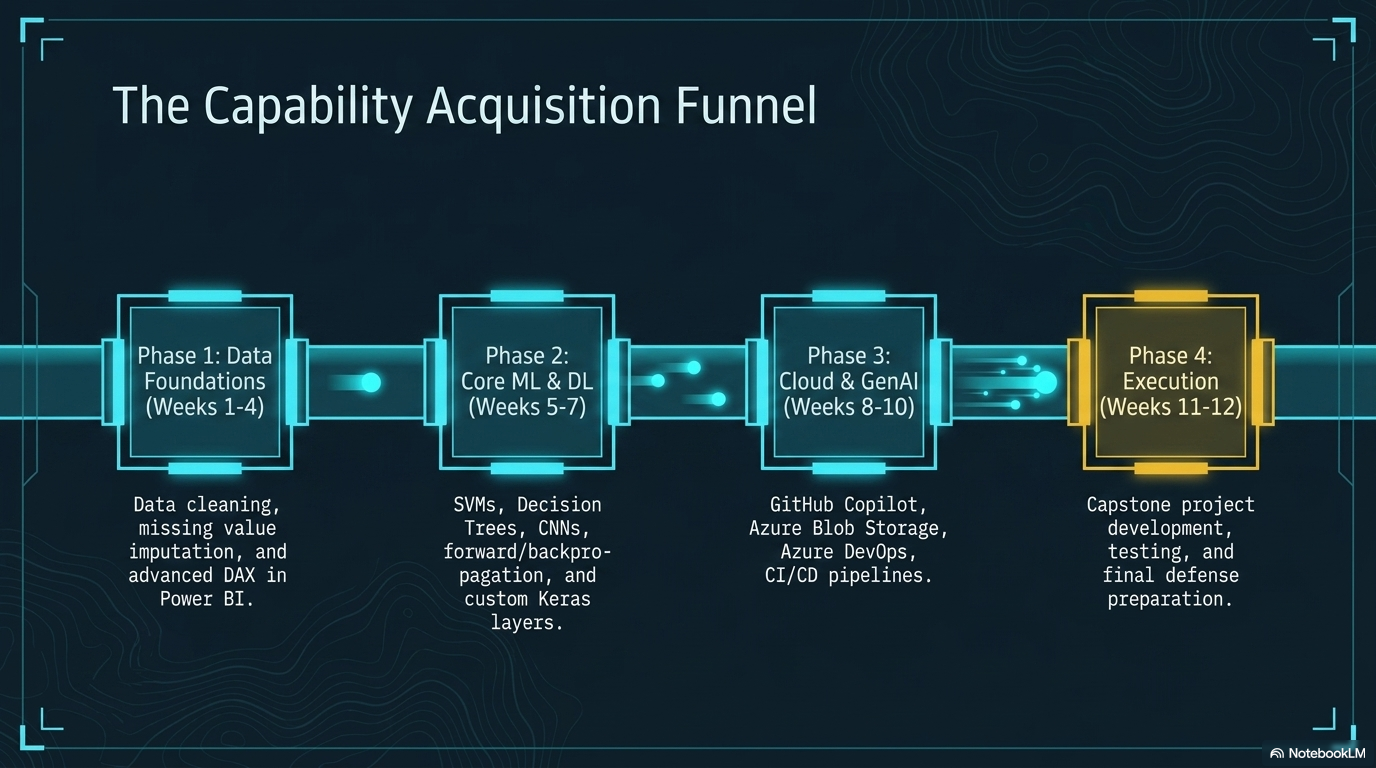 The Capability Acquisition Funnel
Phase 1: Data
Foundations
(Weeks 1-4)
Data cleaning,
missing value
imputation, and
advanced DAX in
Power BI.
Phase 2:
Core ML & DL
(Weeks 5-7)
SVMs, Decision
Trees, CNNs,
forward/backpro-
pagation, and
custom Keras
layers.
Phase 3:
Cloud & GenAI
(Weeks 8-10)
GitHub Copilot,
Azure Blob Storage,
Azure DevOps,
CI/CD pipelines.
Phase 4:
Execution
(Weeks 11-12)
Capstone project
development,
testing, and
final defense
preparation.
NotebookLM